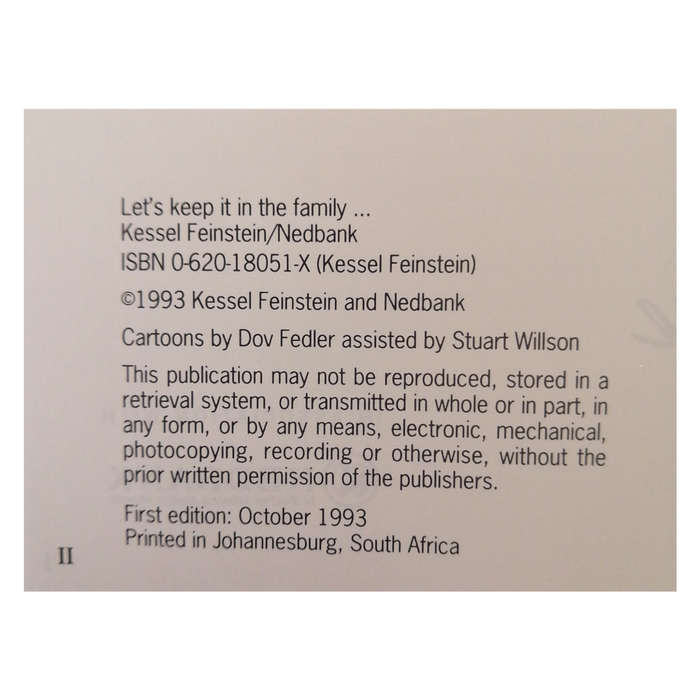 Let's keep it in the family ...
Kessel Feinstein/Nedbank
ISBN 0-620-18051-X (Kessel Feinstein)
©1993 Kessel Feinstein and Nedbank
Cartoons by Dov Fedler assisted by Stuart Willson
This publication may not be reproduced, stored in a
retrieval system, or transmitted in whole or in part, in
any form, or by any means, electronic, mechanical,
photocopying, recording or otherwise, without the
prior written permission of the publishers.
First edition: October 1993
Printed in Johannesburg, South Africa
II